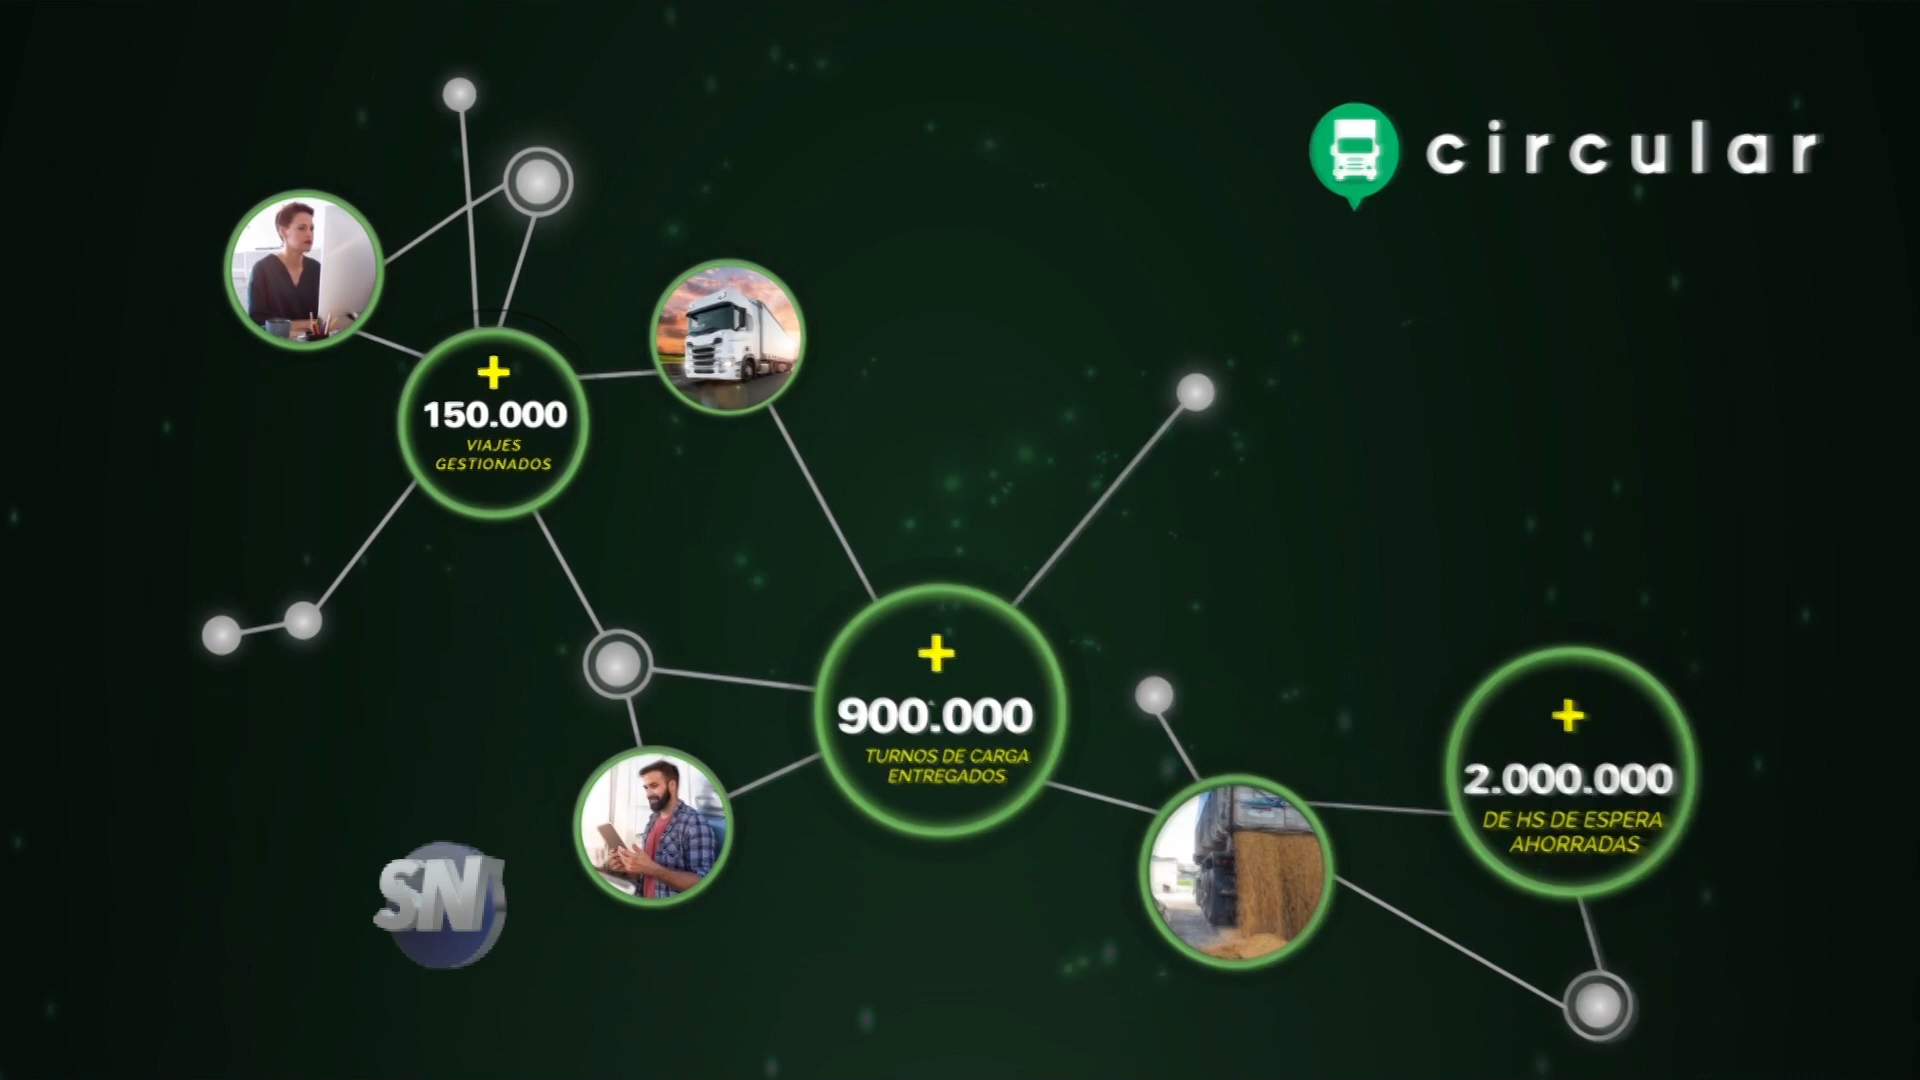 circular
+
150.000
VIAJES
GESTIONADOS
+
900.000
TURNOS DE CARGA
ENTREGADOS
+
2.000.000
DE HS DE ESPERA
AHORRADAS
SN